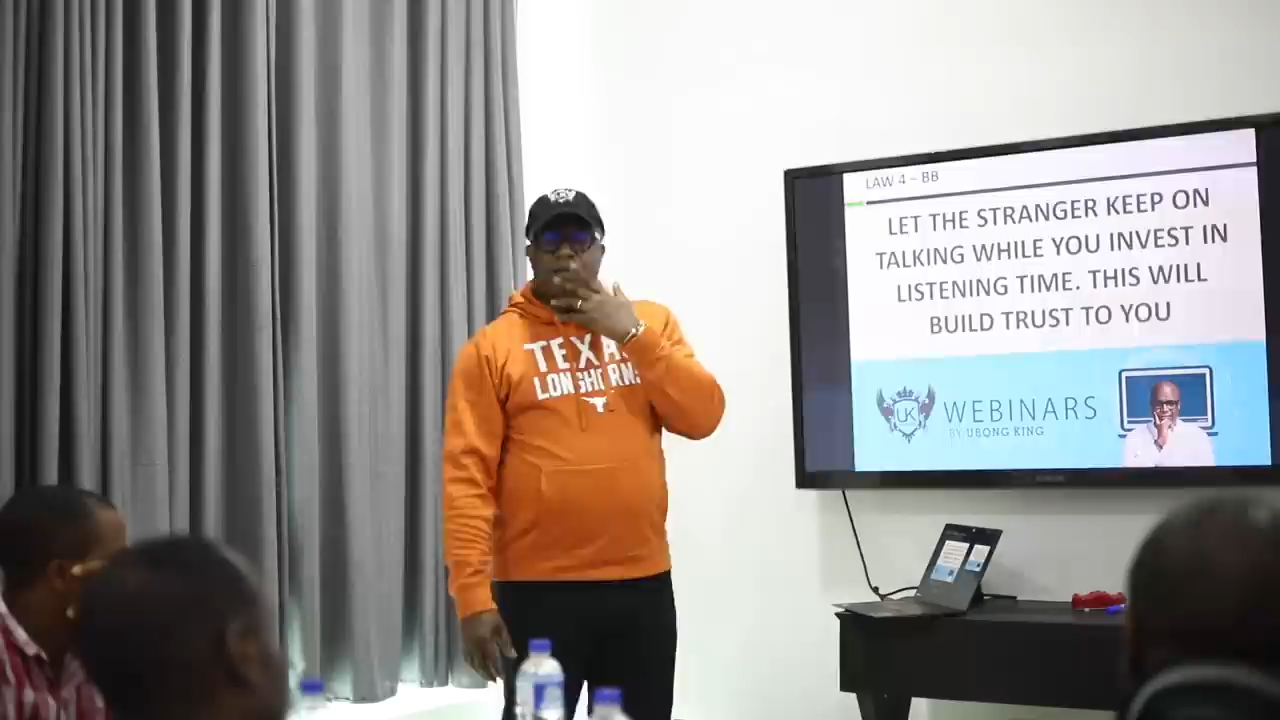 LAW 4 – BB
LET THE STRANGER KEEP ON
TALKING WHILE YOU INVEST IN
LISTENING TIME. THIS WILL
BUILD TRUST TO YOU
UK
WEBINARS
BY UBONG KING
TEXA
LONGHORNS